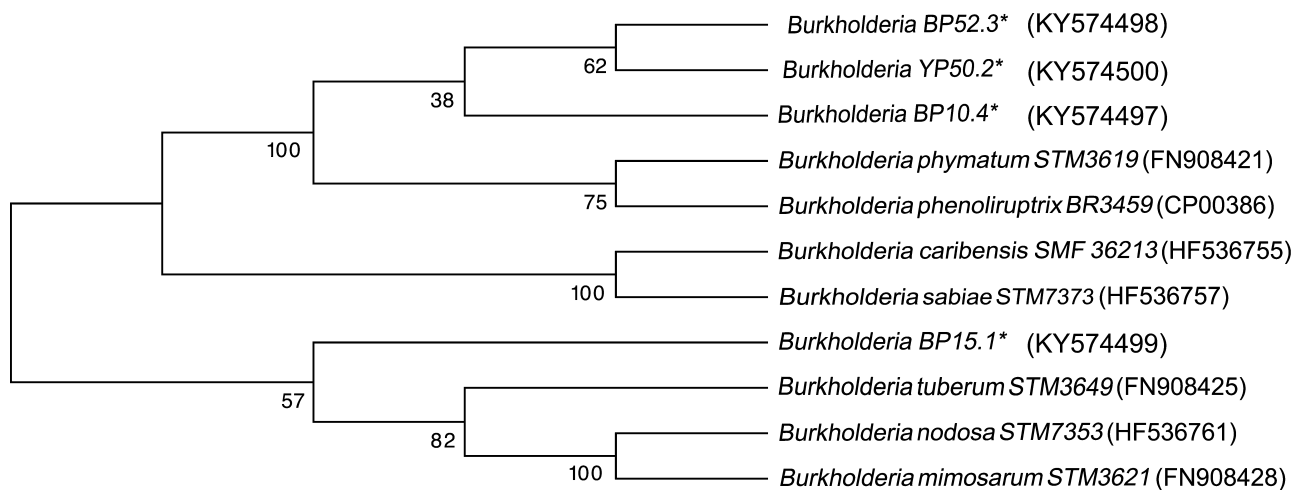 Burkholderia BP52.3* (KY574498)
62
Burkholderia YP50.2* (KY574500)
38
Burkholderia BP10.4* (KY574497)
100
Burkholderia phymatum STM3619 (FN908421)
75
Burkholderia phenoliruptrix BR3459 (CP00386)
Burkholderia caribensis SMF 36213 (HF536755)
100
Burkholderia sabiae STM7373 (HF536757)
Burkholderia BP15.1* (KY574499)
57
Burkholderia tuberum STM3649 (FN908425)
82
Burkholderia nodosa STM7353 (HF536761)
100
Burkholderia mimosarum STM3621 (FN908428)